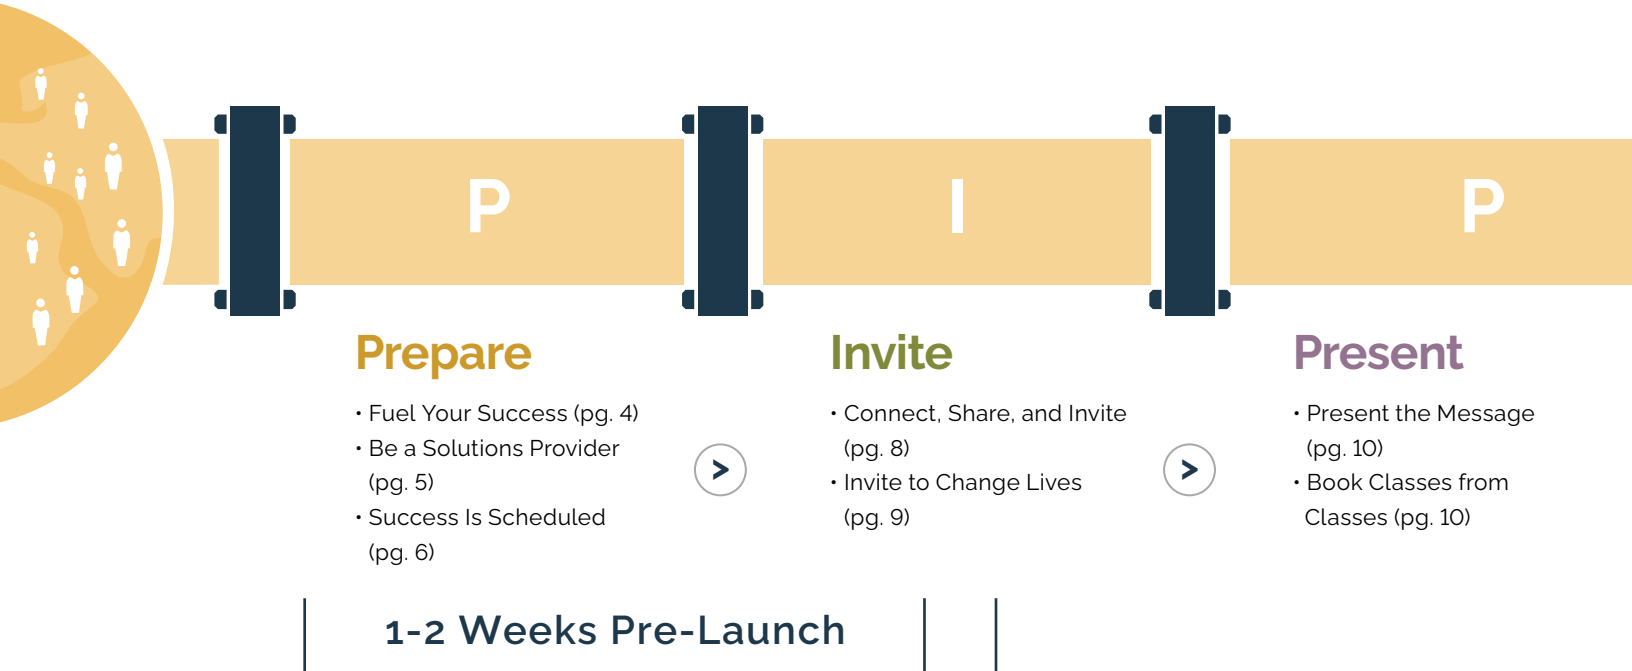 P
I
P
Prepare
• Fuel Your Success (pg. 4)
• Be a Solutions Provider
(pg. 5)
• Success Is Scheduled
(pg. 6)
>
Invite
• Connect, Share, and Invite
(pg. 8)
• Invite to Change Lives
(pg. 9)
>
Present
• Present the Message
(pg. 10)
• Book Classes from
Classes (pg. 10)
1-2 Weeks Pre-Launch